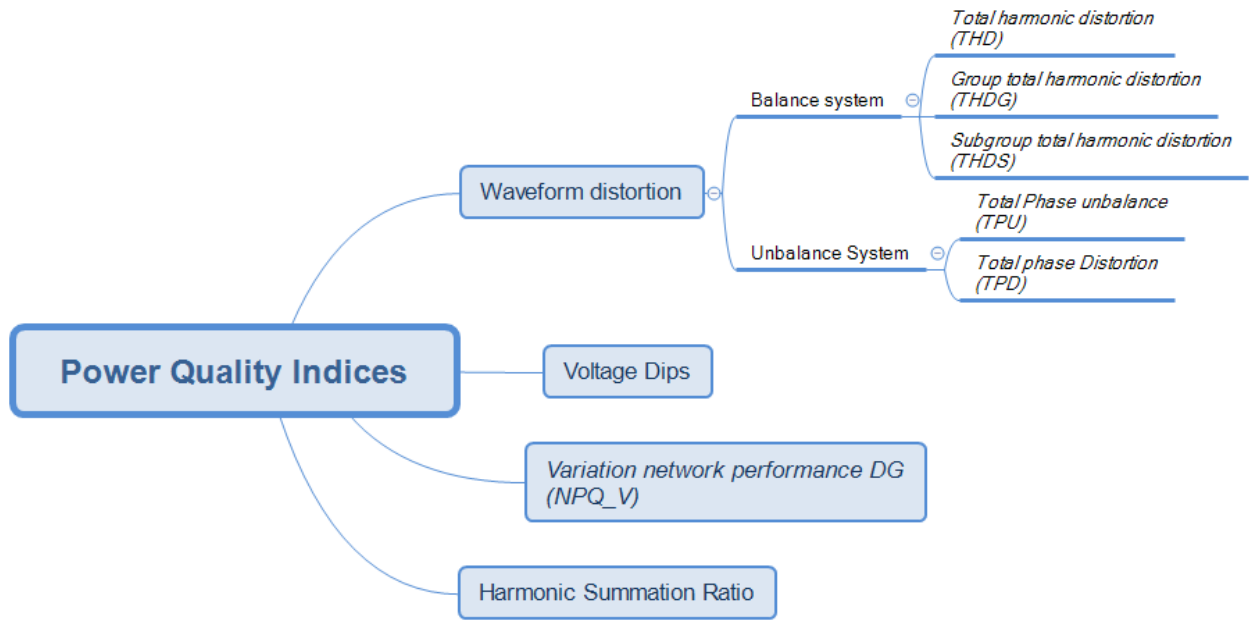 Total harmonic distortion
(THD)
Group total harmonic distortion
(THDG)
Balance system
Subgroup total harmonic distortion
(THDS)
Waveform distortion
Total Phase unbalance
(TPU)
Unbalance System
Total phase Distortion
(TPD)
Power Quality Indices
Voltage Dips
Variation network performance DG
(NPQ_V)
Harmonic Summation Ratio